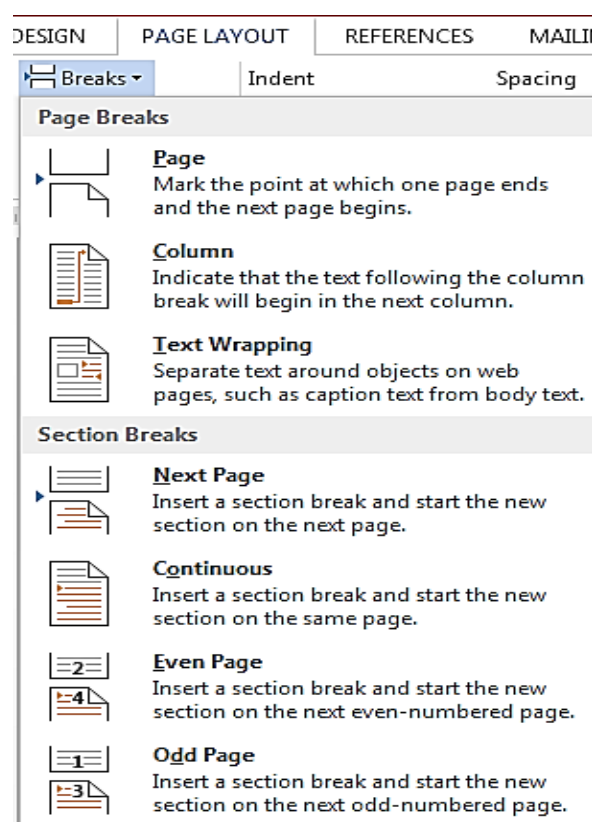 DESIGN PAGE LAYOUT REFERENCES MAILI
Breaks Indent Spacing
Page Breaks
Page
Mark the point at which one page ends
and the next page begins.
Column
Indicate that the text following the column
break will begin in the next column.
Text Wrapping
Separate text around objects on web
pages, such as caption text from body text.
Section Breaks
Next Page
Insert a section break and start the new
section on the next page.
Continuous
Insert a section break and start the new
section on the same page.
2
Even Page
4
Insert a section break and start the new
section on the next even-numbered page.
1
Odd Page
3
Insert a section break and start the new
section on the next odd-numbered page.